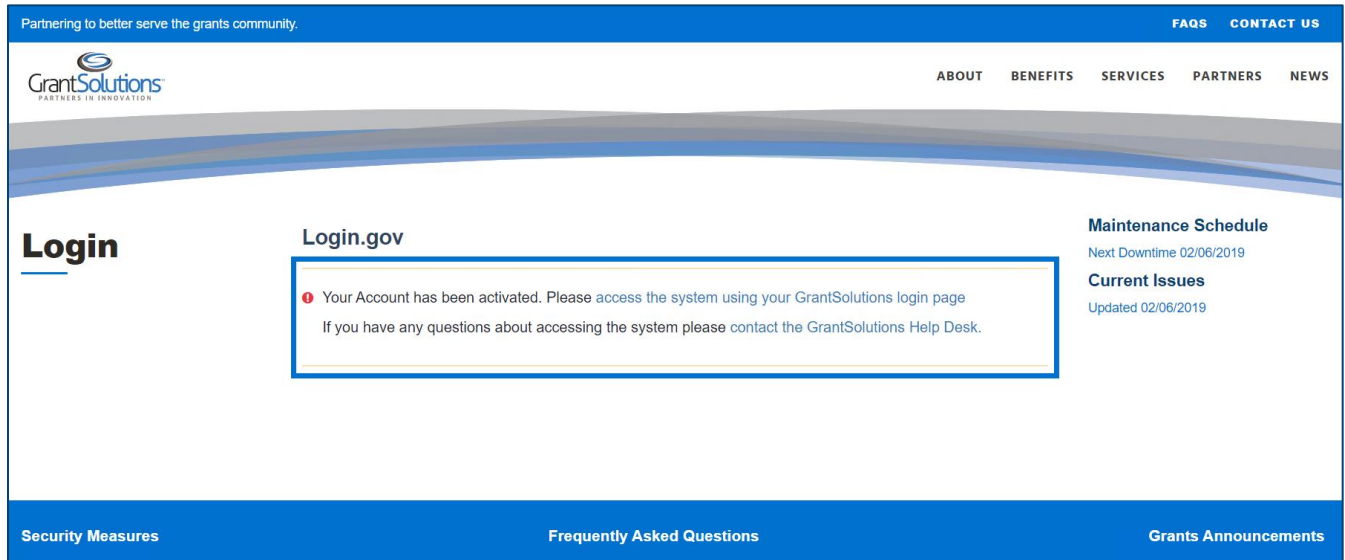 Partnering to better serve the grants community.
FAQS CONTACT US
GrantSolutions
PARTNERS IN INNOVATION
ABOUT BENEFITS SERVICES PARTNERS NEWS
Login
Login.gov
Your Account has been activated. Please access the system using your GrantSolutions login page
If you have any questions about accessing the system please contact the GrantSolutions Help Desk.
Maintenance Schedule
Next Downtime 02/06/2019
Current Issues
Updated 02/06/2019
Security Measures
Frequently Asked Questions
Grants Announcements